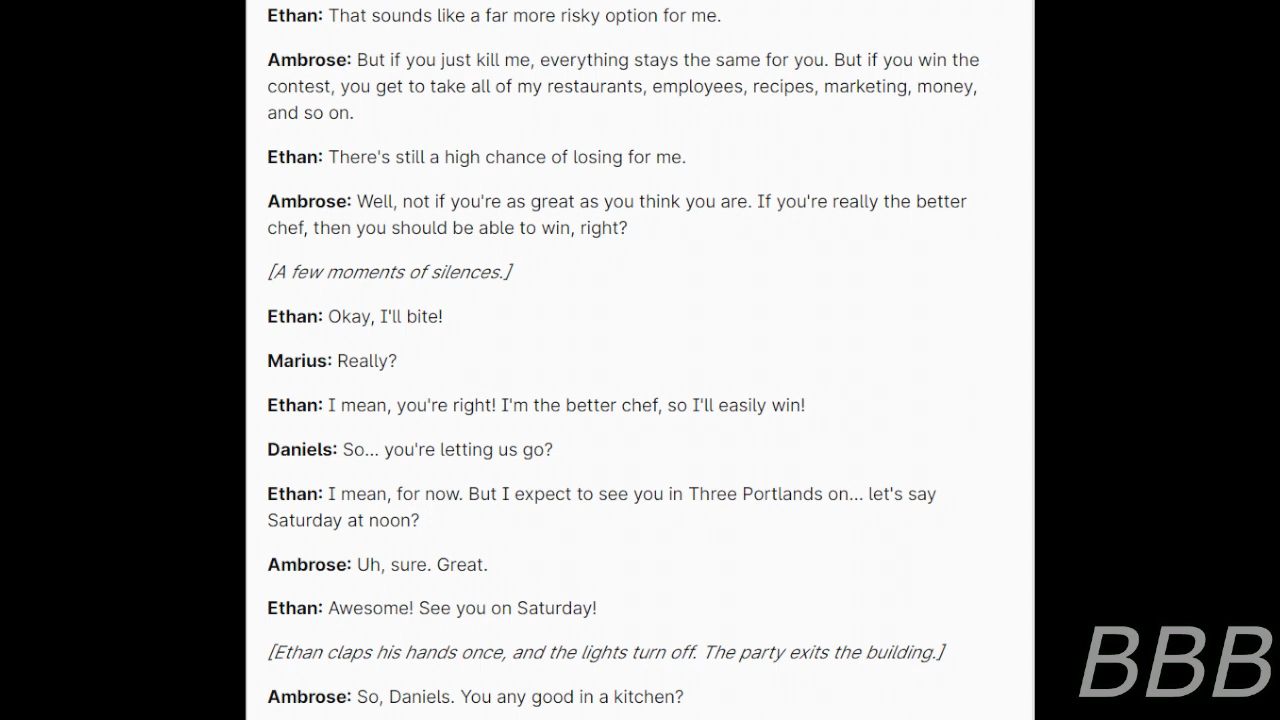 Ethan: That sounds like a far more risky option for me.
Ambrose: But if you just kill me, everything stays the same for you. But if you win the
contest, you get to take all of my restaurants, employees, recipes, marketing, money,
and so on.
Ethan: There's still a high chance of losing for me.
Ambrose: Well, not if you're as great as you think you are. If you're really the better
chef, then you should be able to win, right?
[A few moments of silences.]
Ethan: Okay, I'll bite!
Marius: Really?
Ethan: I mean, you're right! I'm the better chef, so I'll easily win!
Daniels: So... you're letting us go?
Ethan: I mean, for now. But I expect to see you in Three Portlands on... let's say
Saturday at noon?
Ambrose: Uh, sure. Great.
Ethan: Awesome! See you on Saturday!
[Ethan claps his hands once, and the lights turn off. The party exits the building.]
Ambrose: So, Daniels. You any good in a kitchen?
BBB